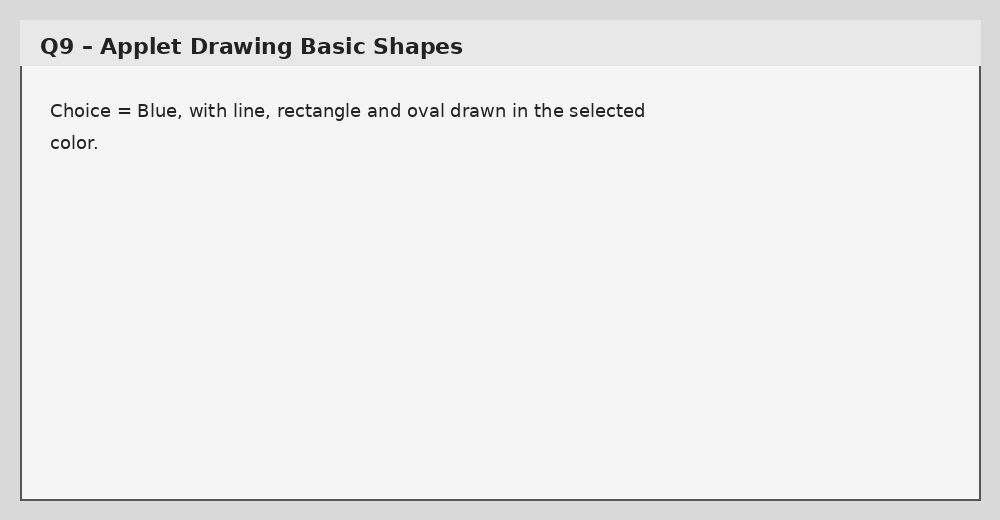 Q9 – Applet Drawing Basic Shapes
Choice = Blue, with line, rectangle and oval drawn in the selected
color.